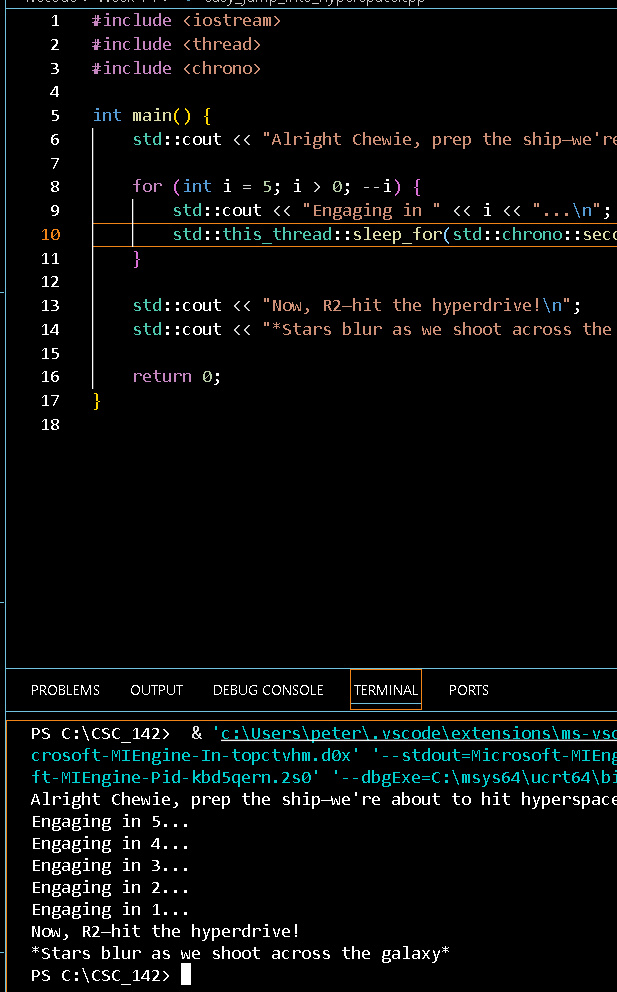 1 #include <iostream>
2 #include <thread>
3 #include <chrono>
4
5 int main() {
6 std::cout << "Alright Chewie, prep the ship—we're
7
8 for (int i = 5; i > 0; --i) {
9 std::cout << "Engaging in " << i << "...\n";
10 std::this_thread::sleep_for(std::chrono::seco
11 }
12
13 std::cout << "Now, R2—hit the hyperdrive!\n";
14 std::cout << "*Stars blur as we shoot across the
15
16 return 0;
17 }
18
PROBLEMS OUTPUT DEBUG CONSOLE TERMINAL PORTS
PS C:\CSC_142> & 'c:\Users\peter\.vscode\extensions\ms-vsc
crosoft-MIEngine-In-topctvhm.d0x' '--stdout=Microsoft-MIEng
ft-MIEngine-Pid-kbd5qern.2s0' '--dbgExe=C:\msys64\ucrt64\bi
Alright Chewie, prep the ship—we're about to hit hyperspace
Engaging in 5...
Engaging in 4...
Engaging in 3...
Engaging in 2...
Engaging in 1...
Now, R2—hit the hyperdrive!
*Stars blur as we shoot across the galaxy*
PS C:\CSC_142>